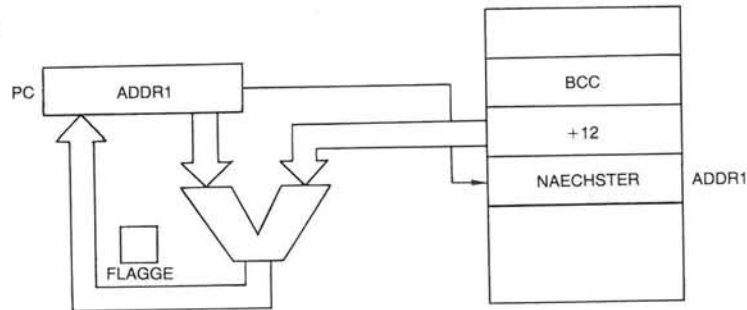 PC
ADDR1
BCC
+12
NAECHSTER
ADDR1
FLAGGE